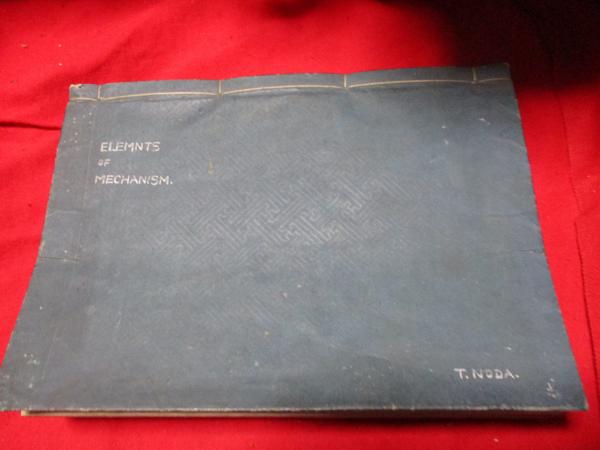 ELEMNTS
OF
MECHANISM.
T. NODA.